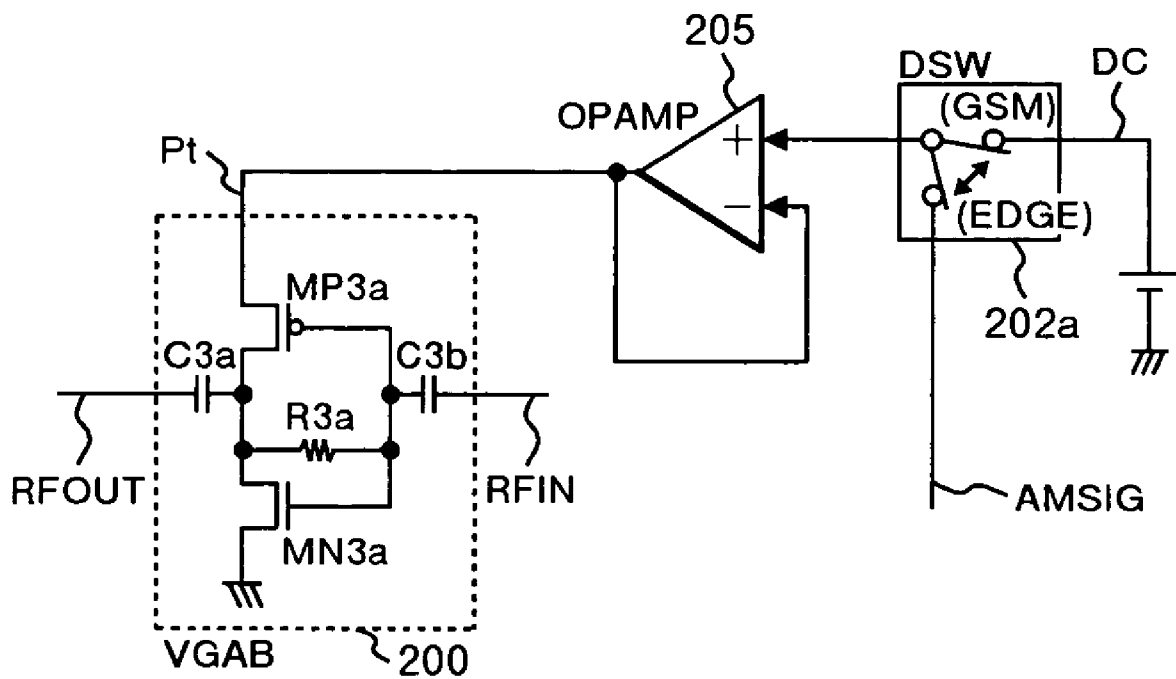 205
DSW
DC
(GSM)
OPAMP
+
Pt
−
(EDGE)
MP3a
202a
C3a
C3b
R3a
RFOUT
RFIN
AMSIG
MN3a
VGAB
200